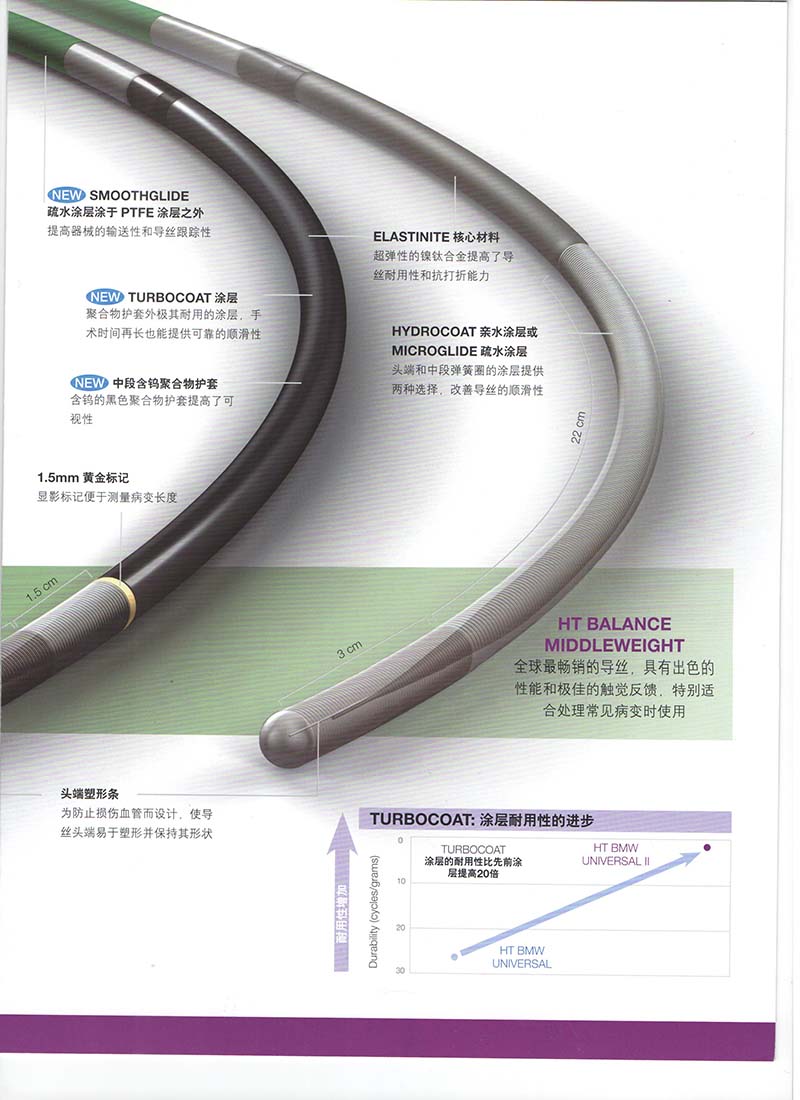 NEW SMOOTHGLIDE
疏水涂层涂于 PTFE 涂层之外
提高器械的输送性和导丝跟踪性
ELASTINITE 核心材料
超弹性的镍钛合金提高了导
丝耐用性和抗打折能力
NEW TURBOCOAT 涂层
聚合物护套外极其耐用的涂层，手
术时间再长也能提供可靠的顺滑性
HYDROCOAT 亲水涂层或
MICROGLIDE 疏水涂层
头端和中段弹簧圈的涂层提供
两种选择，改善导丝的顺滑性
NEW 中段含钨聚合物护套
含钨的黑色聚合物护套提高了可
视性
22 cm
1.5mm 黄金标记
显影标记便于测量病变长度
1.5 cm
3 cm
HT BALANCE
MIDDLEWEIGHT
全球最畅销的导丝，具有出色的
性能和极佳的触觉反馈，特别适
合处理常见病变时使用
头端塑形条
为防止损伤血管而设计，使导
丝头端易于塑形并保持其形状
TURBOCOAT: 涂层耐用性的进步
耐用性增加
Durability (cycles/grams)
0
10
20
30
TURBOCOAT
涂层的耐用性比先前涂
层提高20倍
HT BMW
UNIVERSAL II
HT BMW
UNIVERSAL